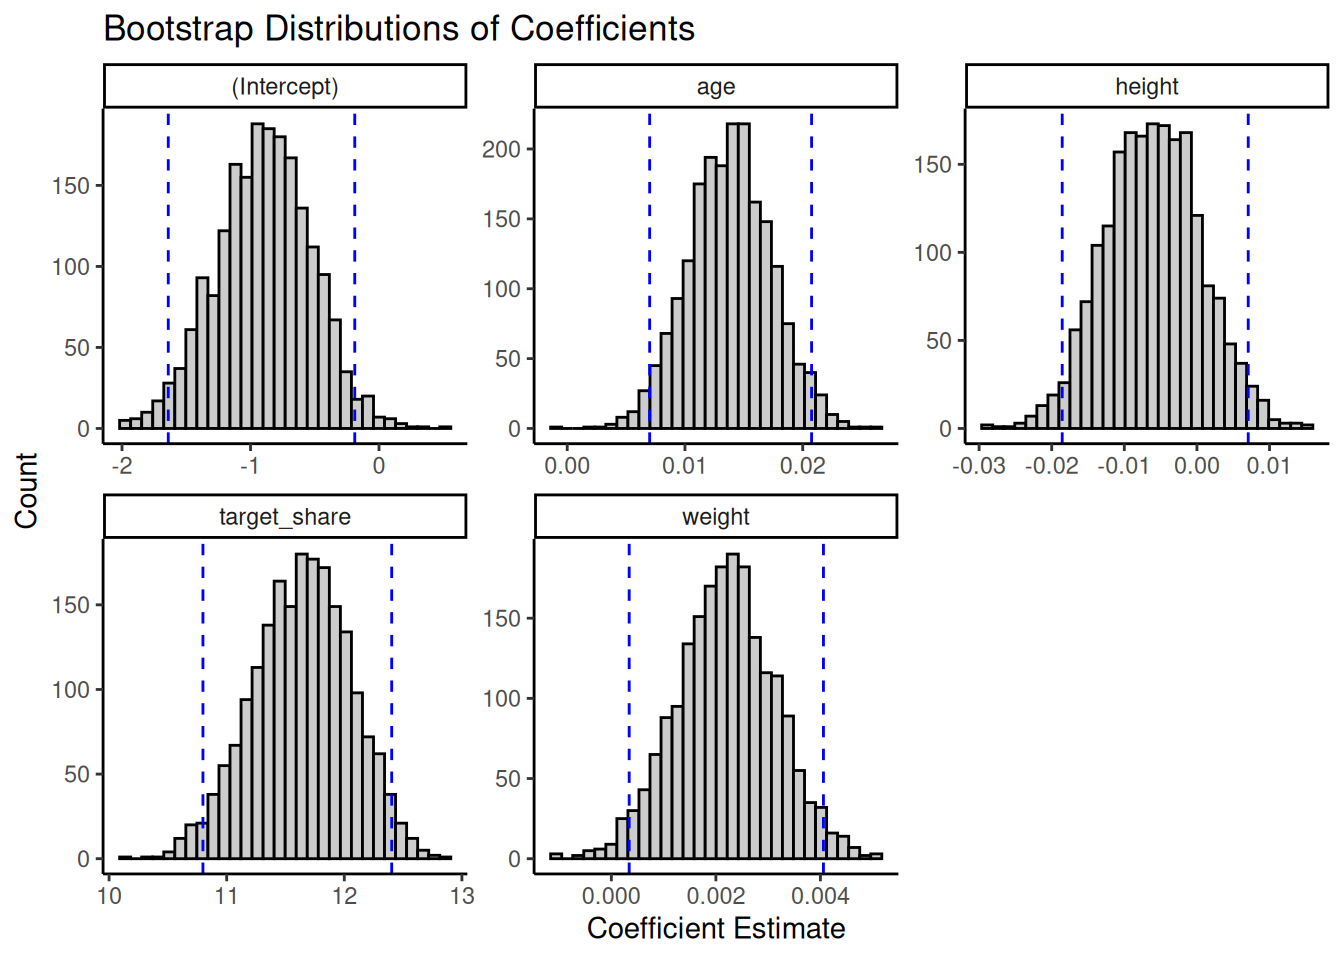 Bootstrap Distributions of Coefficients
(Intercept)
age
height
150
100
50
0
-2 -1 0
200
150
100
50
0
0.00 0.01 0.02
150
100
50
0
-0.03 -0.02 -0.01 0.00 0.01
Count
target_share
weight
150
100
50
0
10 11 12 13
150
100
50
0
0.000 0.002 0.004
Coefficient Estimate